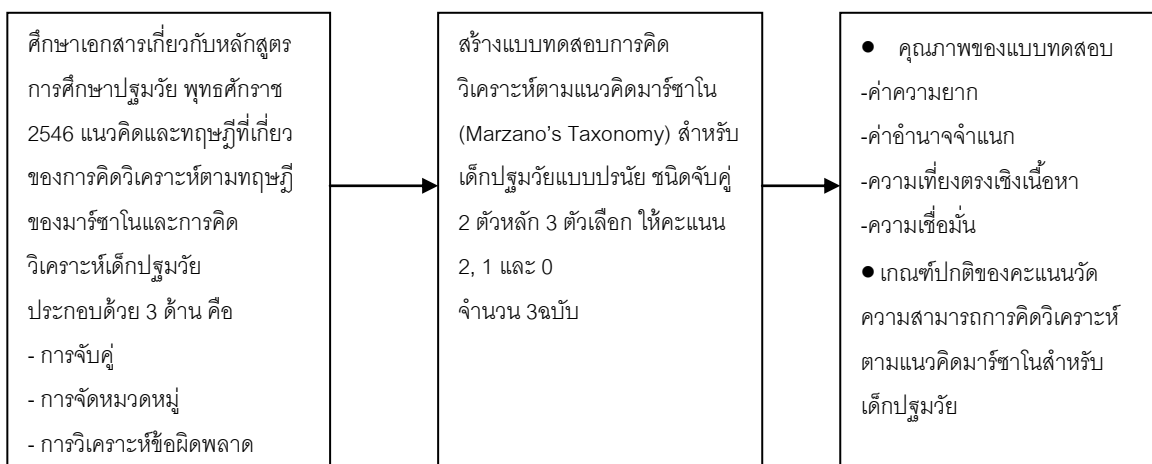 ศึกษาเอกสารเกี่ยวกับหลักสูตร
การศึกษาปฐมวัย พุทธศักราช
2546 แนวคิดและทฤษฎีที่เกี่ยว
ของการคิดวิเคราะห์ตามทฤษฎี
ของมาร์ซาโนและการคิด
วิเคราะห์เด็กปฐมวัย
ประกอบด้วย 3 ด้าน คือ
- การจับคู่
- การจัดหมวดหมู่
- การวิเคราะห์ข้อผิดพลาด
สร้างแบบทดสอบการคิด
วิเคราะห์ตามแนวคิดมาร์ซาโน
(Marzano's Taxonomy) สำหรับ
เด็กปฐมวัยแบบปรนัย ชนิดจับคู่
2 ตัวหลัก 3 ตัวเลือก ให้คะแนน
2, 1 และ 0
จำนวน 3ฉบับ
● คุณภาพของแบบทดสอบ
-ค่าความยาก
-ค่าอำนาจจำแนก
-ความเที่ยงตรงเชิงเนื้อหา
-ความเชื่อมั่น
● เกณฑ์ปกติของคะแนนวัด
ความสามารถการคิดวิเคราะห์
ตามแนวคิดมาร์ซาโนสำหรับ
เด็กปฐมวัย